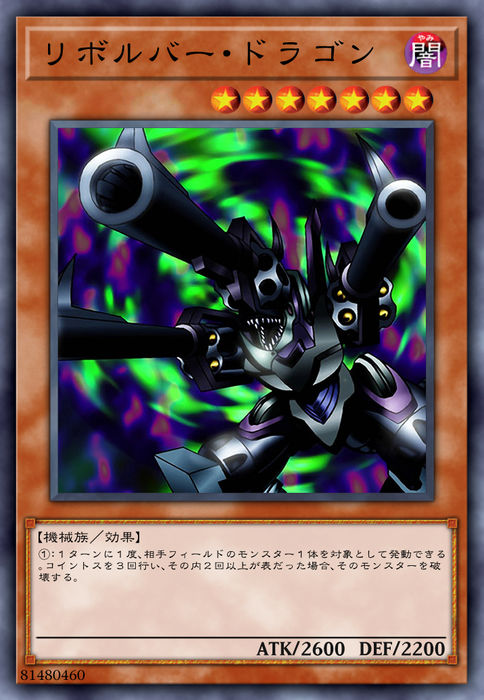 リボルバー・ドラゴン
やみ
闇
【機械族／効果】
①：１ターンに１度、相手フィールドのモンスター１体を対象として発動できる
。コイントスを３回行い、その内２回以上が表だった場合、そのモンスターを破
壊する。
ATK/2600 DEF/2200
81480460